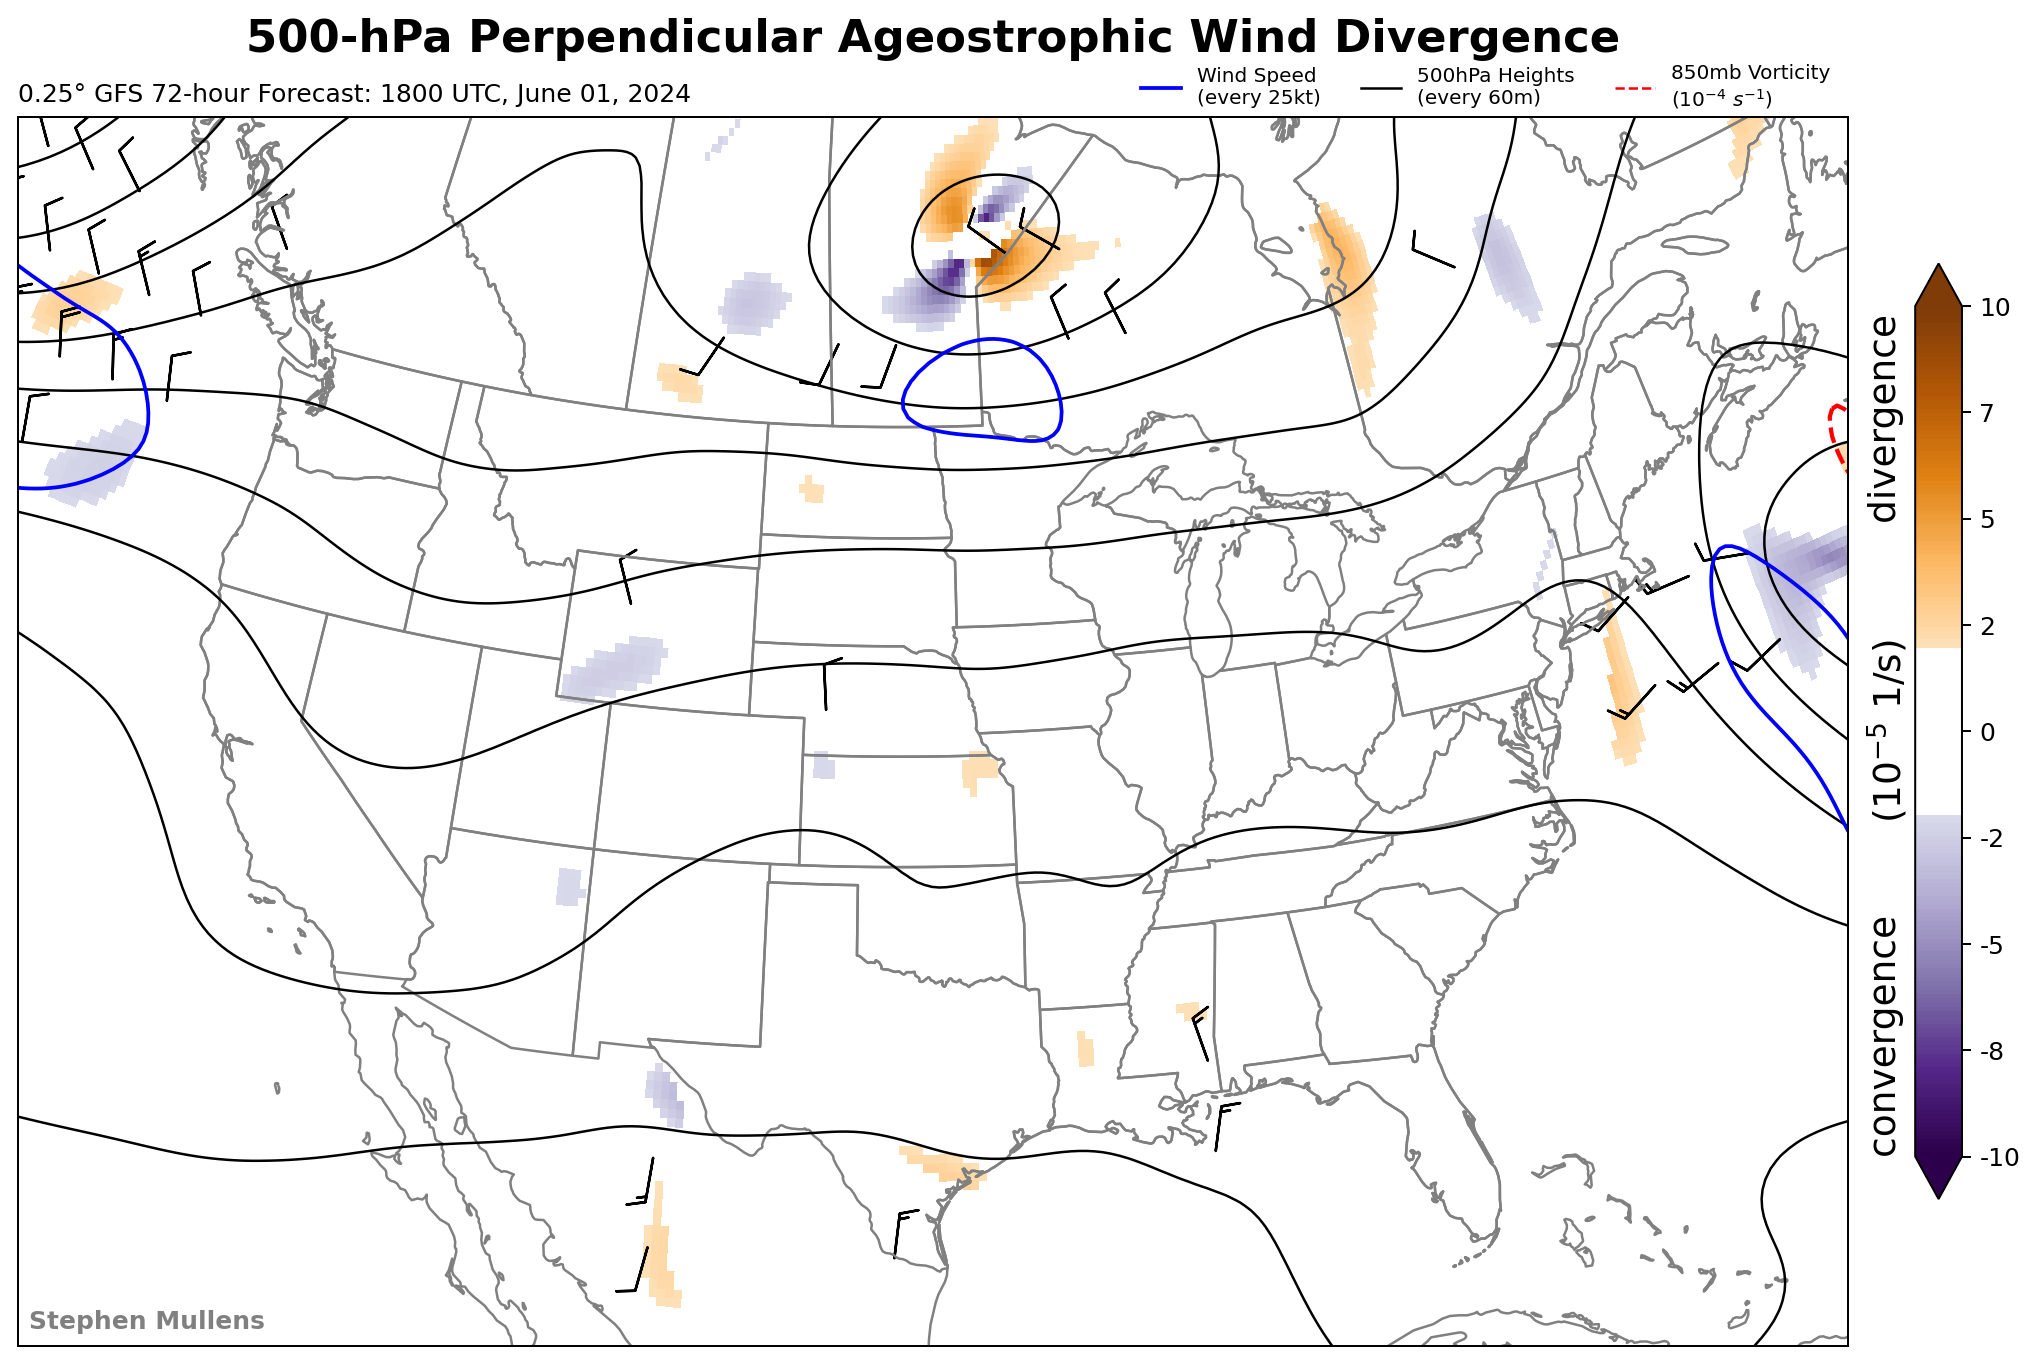 500-hPa Perpendicular Ageostrophic Wind Divergence
0.25° GFS 72-hour Forecast: 1800 UTC, June 01, 2024
Wind Speed
(every 25kt)
500hPa Heights
(every 60m)
850mb Vorticity
(10⁻⁴ s⁻¹)
10
7
5
2
0
-2
-5
-8
-10
convergence (10⁻⁵ 1/s) divergence
Stephen Mullens